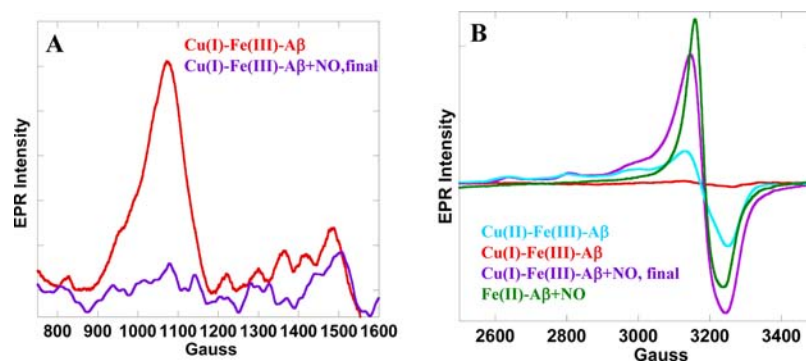 A
Cu(I)-Fe(III)-Aβ
Cu(I)-Fe(III)-Aβ+NO,final
EPR Intensity
800 900 1000 1100 1200 1300 1400 1500 1600
Gauss
B
EPR Intensity
Cu(II)-Fe(III)-Aβ
Cu(I)-Fe(III)-Aβ
Cu(I)-Fe(III)-Aβ+NO, final
Fe(II)-Aβ+NO
2600 2800 3000 3200 3400
Gauss